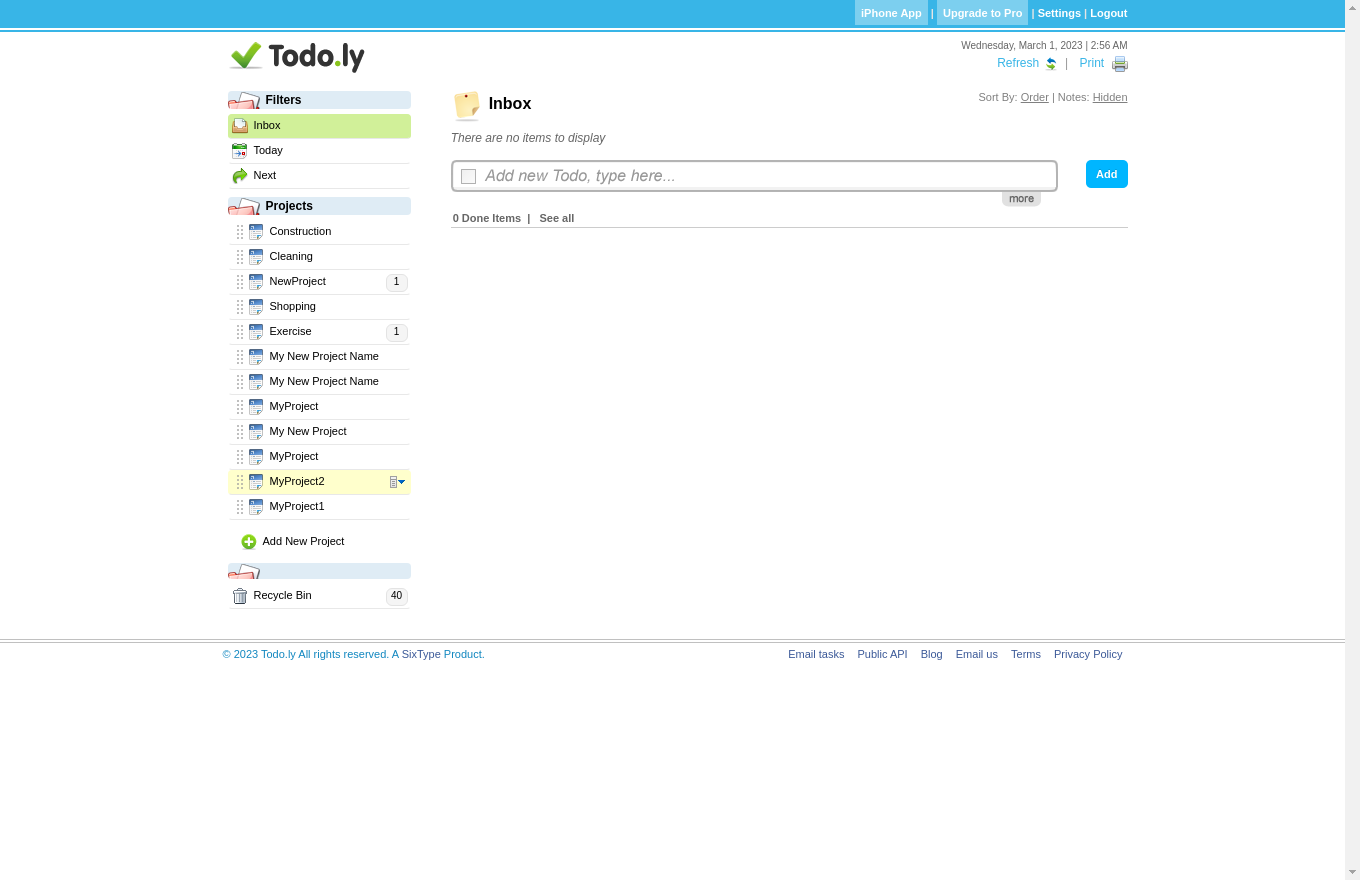 iPhone App | Upgrade to Pro | Settings | Logout
Todo.ly
Wednesday, March 1, 2023 | 2:56 AM
Refresh | Print
Filters
Inbox
Today
Next
Projects
Construction
Cleaning
NewProject 1
Shopping
Exercise 1
My New Project Name
My New Project Name
MyProject
My New Project
MyProject
MyProject2
MyProject1
Add New Project
Recycle Bin 40
Inbox
Sort By: Order | Notes: Hidden
There are no items to display
Add new Todo, type here...
Add
more
0 Done Items | See all
© 2023 Todo.ly All rights reserved. A SixType Product.
Email tasks Public API Blog Email us Terms Privacy Policy